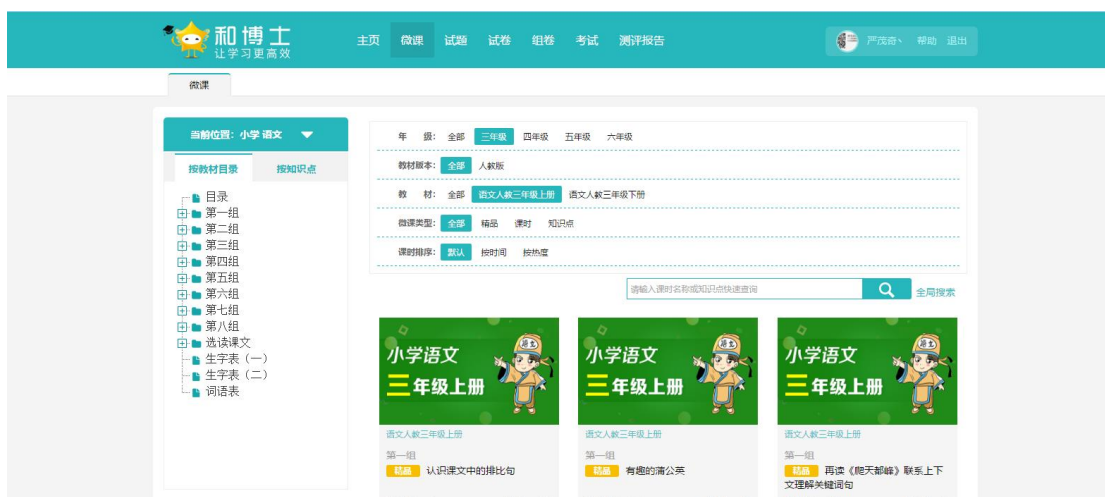 和博士
让学习更高效
主页 微课 试题 试卷 组卷 考试 测评报告
帮助 退出
微课
当前位置：小学 语文
按教材目录 按知识点
目录
第一组
第二组
第三组
第四组
第五组
第六组
第七组
第八组
选读课文
生字表（一）
生字表（二）
词语表
年 级： 全部 三年级 四年级 五年级 六年级
教材版本： 全部 人教版
教 材： 全部 语文人教三年级上册 语文人教三年级下册
微课类型： 全部 精品 课时 知识点
课时排序： 默认 按时间 按热度
请输入课时名称或知识点快速查询
全局搜索
小学语文
三年级上册
语文
语文人教三年级上册
第一组
精品 认识课文中的排比句
小学语文
三年级上册
语文
语文人教三年级上册
第一组
精品 有趣的蒲公英
小学语文
三年级上册
语文
语文人教三年级上册
第一组
精品 再读《爬天都峰》联系上下
文理解关键词句